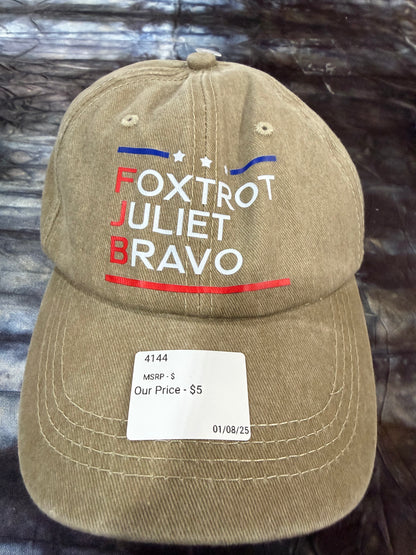 FOXTROT
JULIET
BRAVO
4144
MSRP - $
Our Price - $5
01/08/25